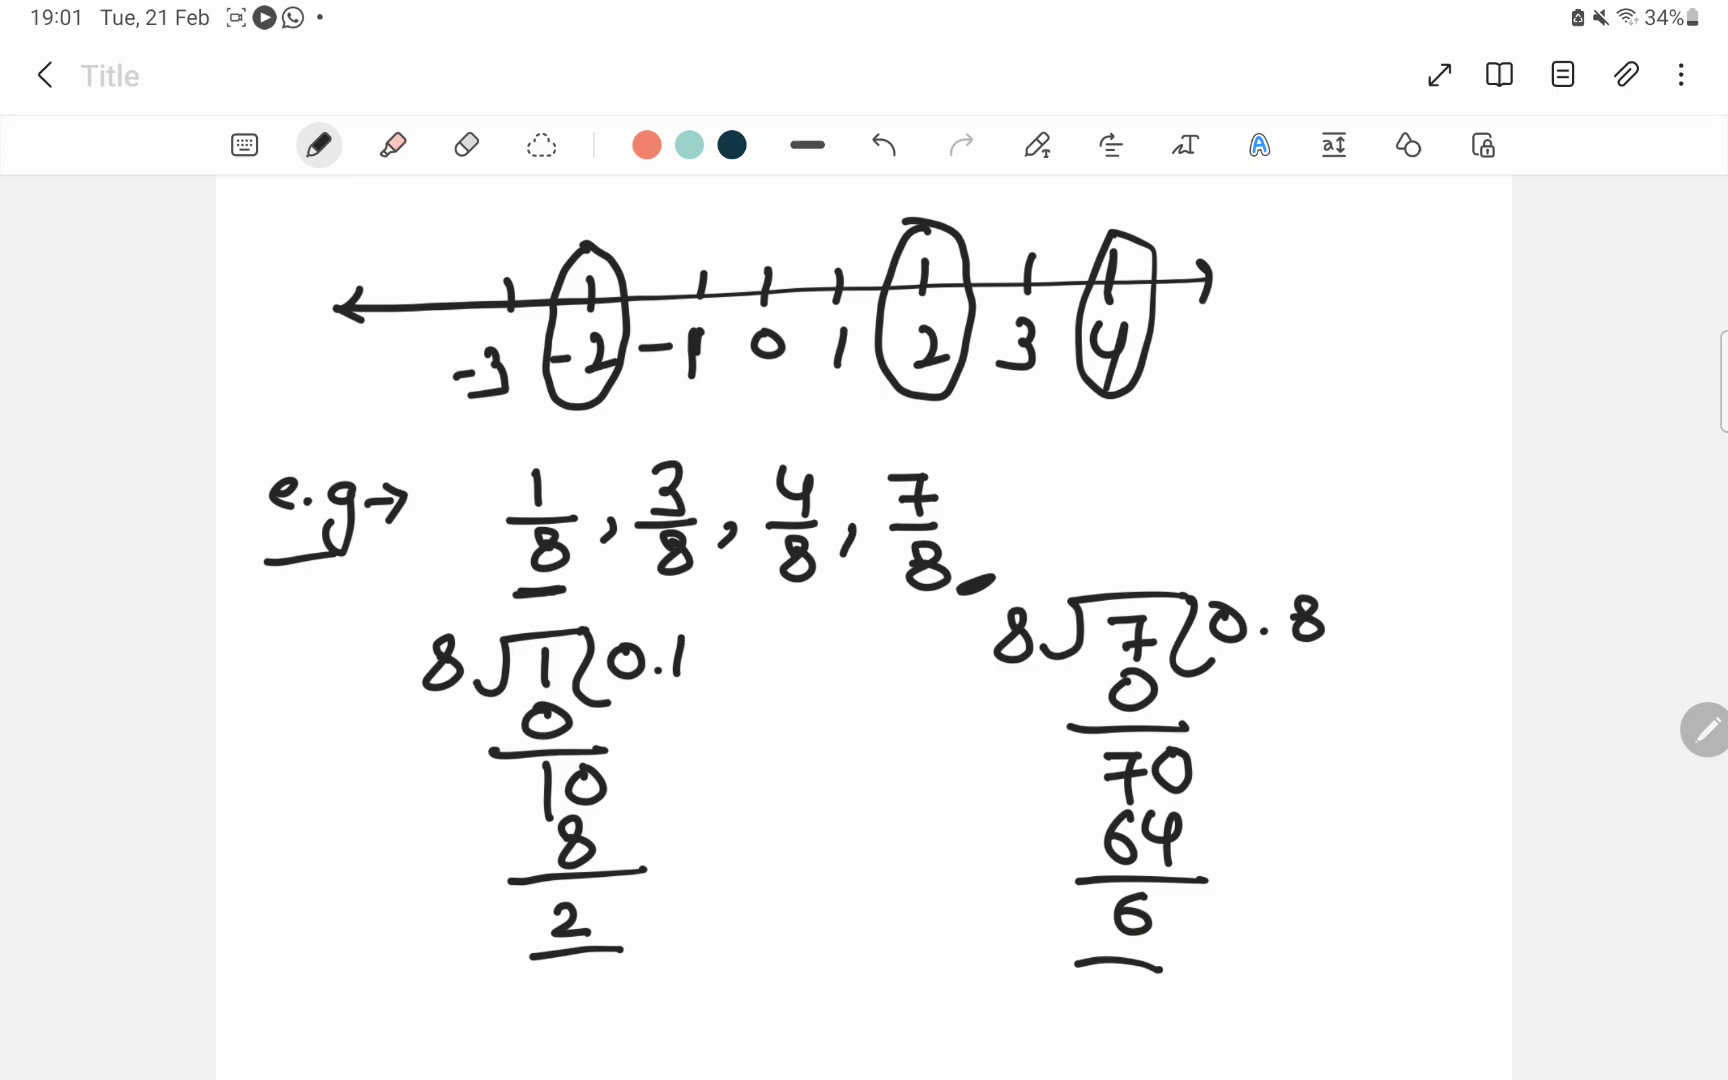 19:01 Tue, 21 Feb 34%
Title
-3 -2 -1 0 1 2 3 4
e.g→ 1/8, 3/8, 4/8, 7/8.
8√1 0.1
0
10
8
2
8√7 0.8
0
70
64
6